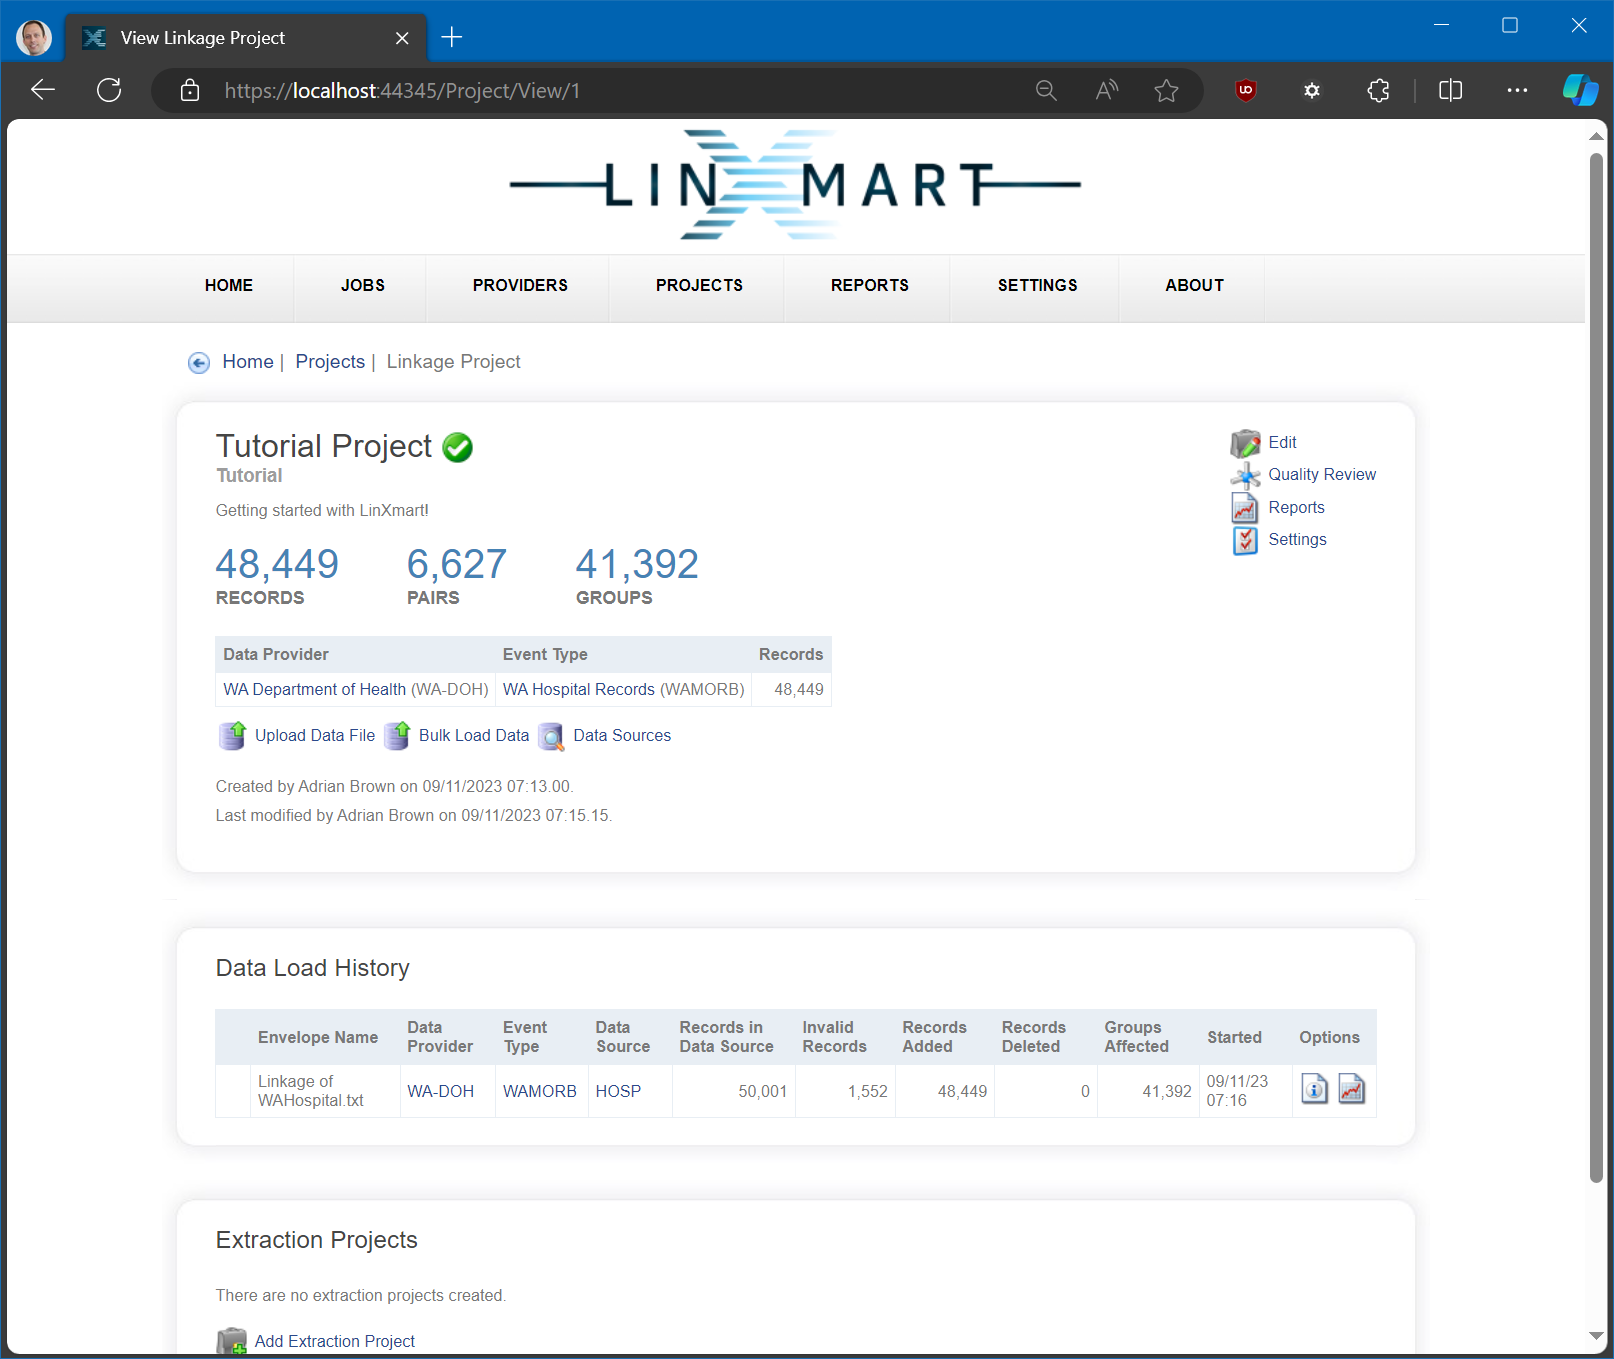 View Linkage Project
https://localhost:44345/Project/View/1
LINXMART
HOME JOBS PROVIDERS PROJECTS REPORTS SETTINGS ABOUT
Home | Projects | Linkage Project
Tutorial Project
Tutorial
Getting started with LinXmart!
Edit
Quality Review
Reports
Settings
48,449 6,627 41,392
RECORDS PAIRS GROUPS
Data Provider Event Type Records
WA Department of Health (WA-DOH) WA Hospital Records (WAMORB) 48,449
Upload Data File Bulk Load Data Data Sources
Created by Adrian Brown on 09/11/2023 07:13.00.
Last modified by Adrian Brown on 09/11/2023 07:15.15.
Data Load History
Envelope Name Data Provider Event Type Data Source Records in Data Source Invalid Records Records Added Records Deleted Groups Affected Started Options
Linkage of WAHospital.txt WA-DOH WAMORB HOSP 50,001 1,552 48,449 0 41,392 09/11/23 07:16
Extraction Projects
There are no extraction projects created.
Add Extraction Project